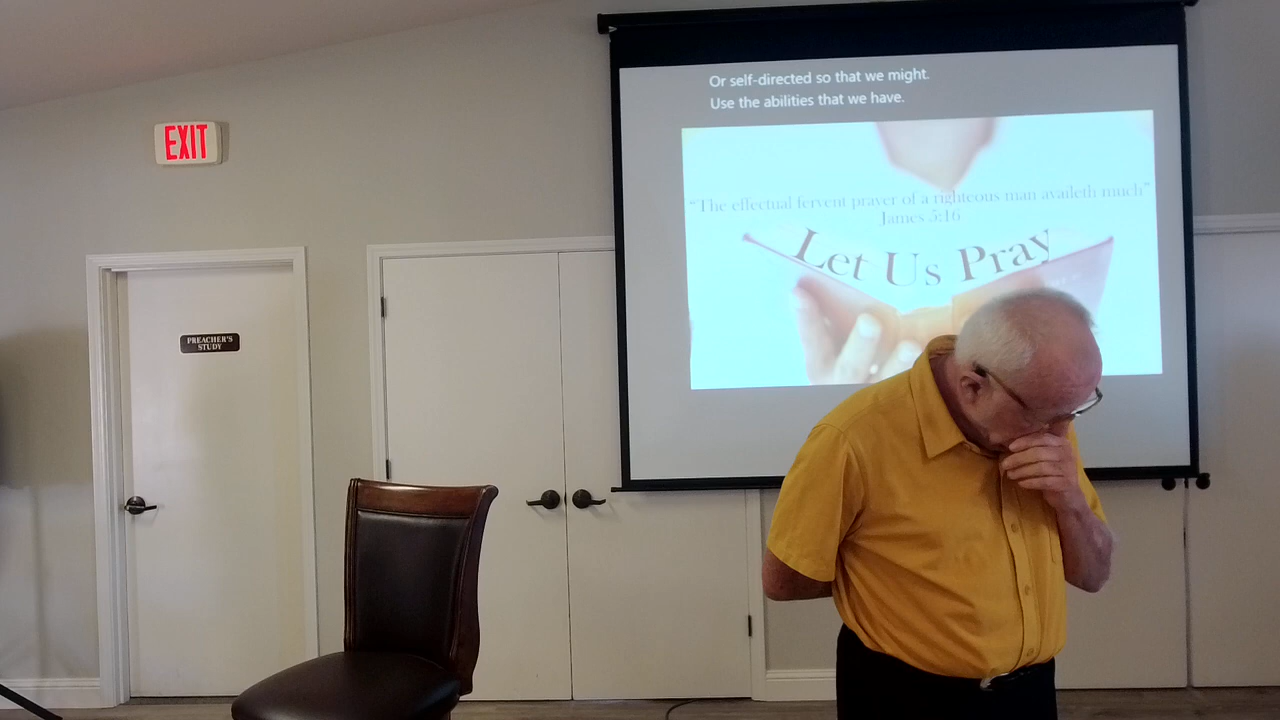 Or self-directed so that we might.
Use the abilities that we have.
EXIT
"The effectual fervent prayer of a righteous man availeth much"
James 5:16
Let Us Pray
PREACHER'S
STUDY